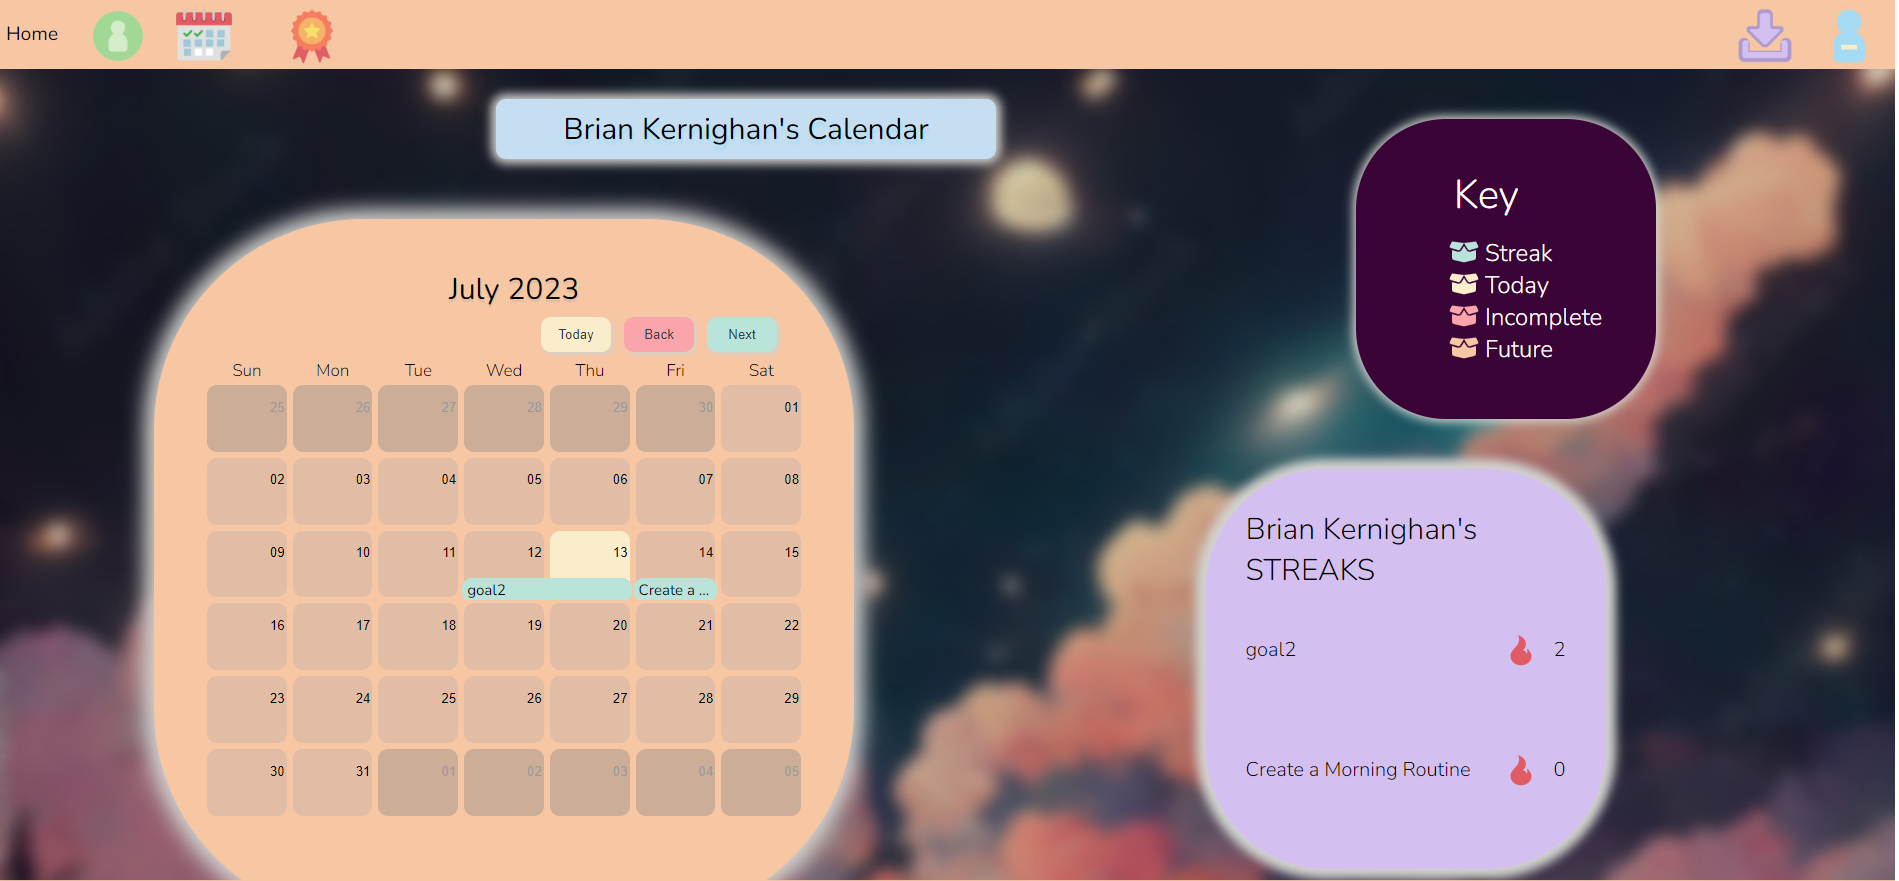 Home
Brian Kernighan's Calendar
July 2023
Today Back Next
Sun Mon Tue Wed Thu Fri Sat
25 26 27 28 29 30 01
02 03 04 05 06 07 08
09 10 11 12 13 14 15
goal2 Create a ...
16 17 18 19 20 21 22
23 24 25 26 27 28 29
30 31 01 02 03 04 05
Key
Streak
Today
Incomplete
Future
Brian Kernighan's
STREAKS
goal2 2
Create a Morning Routine 0